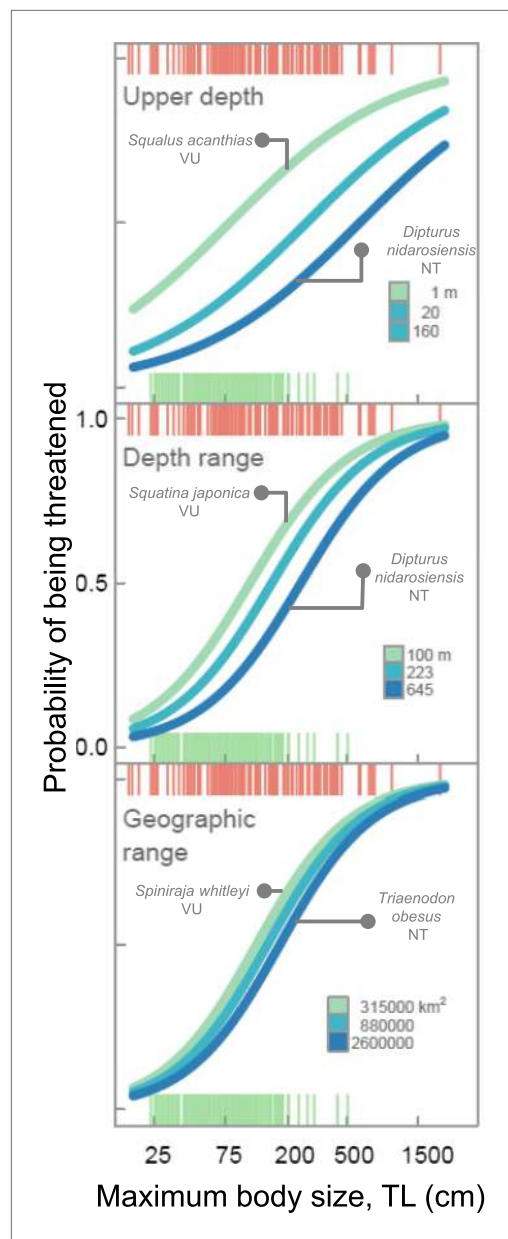 Upper depth
Squalus acanthias
VU
Dipturus
nidarosiensis
NT
1 m
20
160
Probability of being threatened
1.0
0.5
0.0
Depth range
Squatina japonica
VU
Dipturus
nidarosiensis
NT
100 m
223
645
Geographic
range
Spiniraja whitleyi
VU
Triaenodon
obesus
NT
315000 km²
880000
2600000
25 75 200 500 1500
Maximum body size, TL (cm)